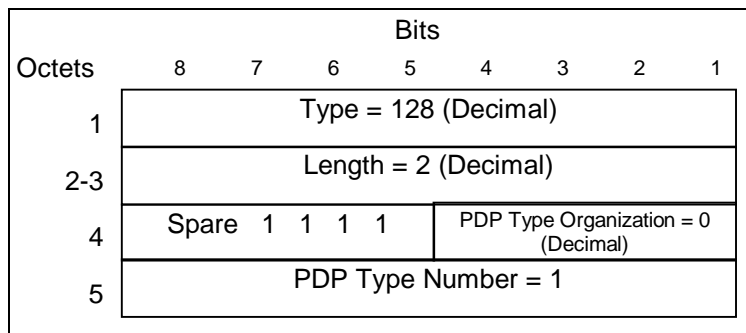 Bits
Octets 8 7 6 5 4 3 2 1
1 Type = 128 (Decimal)
2-3 Length = 2 (Decimal)
4 Spare 1 1 1 1 PDP Type Organization = 0
(Decimal)
5 PDP Type Number = 1